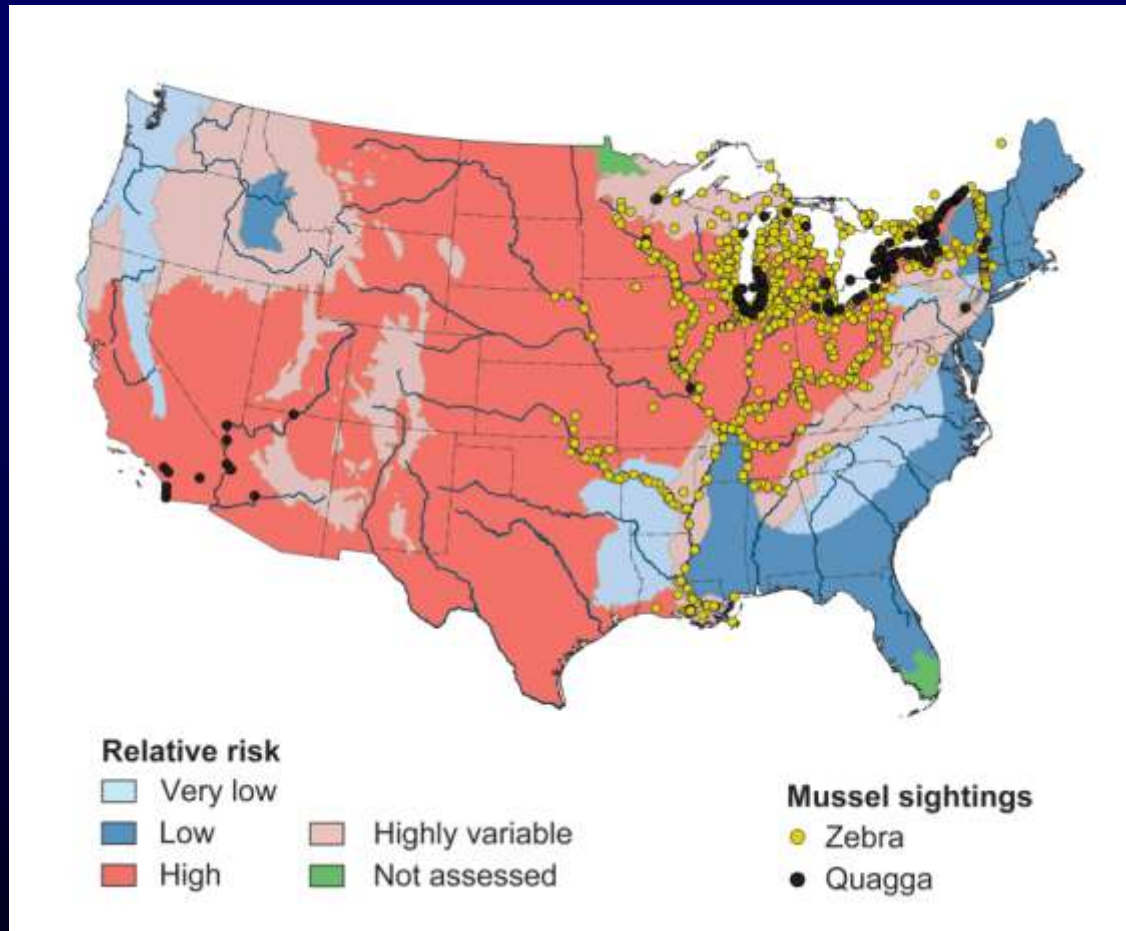 Relative risk
Very low
Low
High
Highly variable
Not assessed
Mussel sightings
Zebra
Quagga